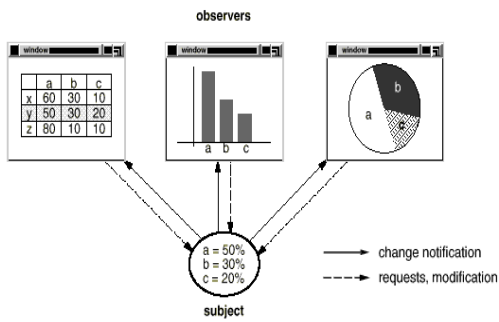 observers
window
window
window
a b c
x 60 30 10
y 50 30 20
z 80 10 10
a b c
a
b
c
a = 50%
b = 30%
c = 20%
subject
change notification
requests, modification